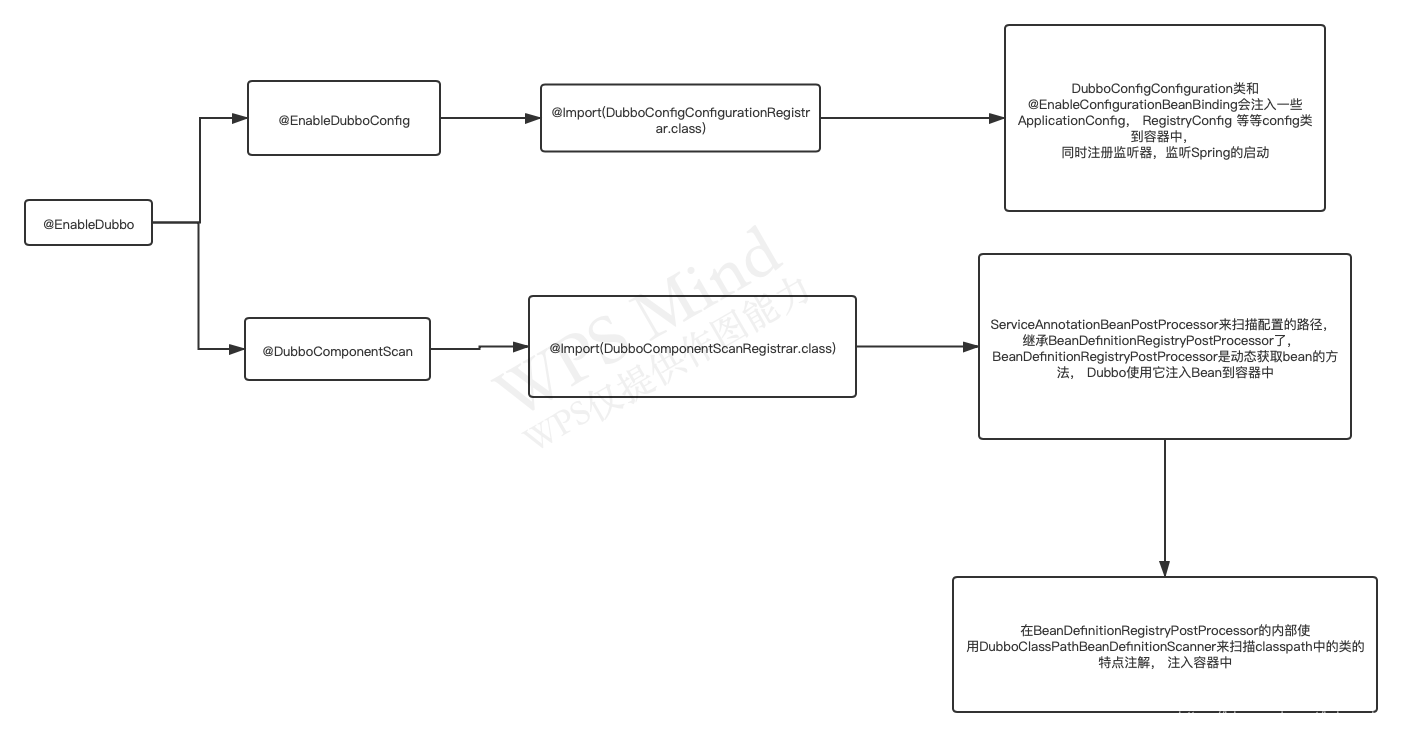 @EnableDubbo
@EnableDubboConfig
@Import(DubboConfigConfigurationRegistr
ar.class)
DubboConfigConfiguration类和
@EnableConfigurationBeanBinding会注入一些
ApplicationConfig， RegistryConfig 等等config类
到容器中，
同时注册监听器，监听Spring的启动
@DubboComponentScan
@Import(DubboComponentScanRegistrar.class)
ServiceAnnotationBeanPostProcessor来扫描配置的路径，
继承BeanDefinitionRegistryPostProcessor了，
BeanDefinitionRegistryPostProcessor是动态获取bean的方
法， Dubbo使用它注入Bean到容器中
在BeanDefinitionRegistryPostProcessor的内部使
用DubboClassPathBeanDefinitionScanner来扫描classpath中的类的
特点注解， 注入容器中
WPS Mind
WPS仅提供作图能力